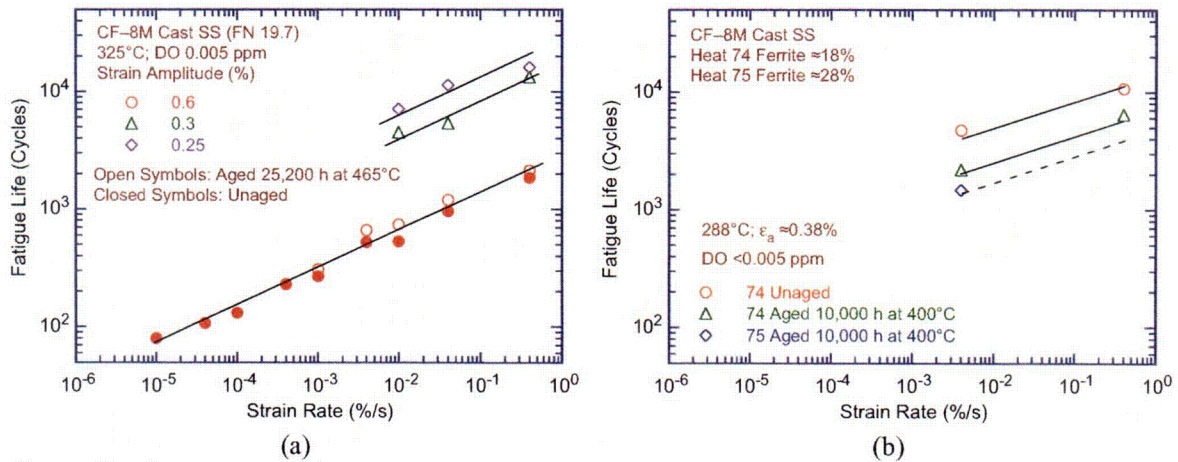 CF–8M Cast SS (FN 19.7)
325°C; DO 0.005 ppm
Strain Amplitude (%)
0.6
0.3
0.25
Open Symbols: Aged 25,200 h at 465°C
Closed Symbols: Unaged
Fatigue Life (Cycles)
10⁴
10³
10²
10⁻⁶ 10⁻⁵ 10⁻⁴ 10⁻³ 10⁻² 10⁻¹ 10⁰
Strain Rate (%/s)
(a)
CF–8M Cast SS
Heat 74 Ferrite ≈18%
Heat 75 Ferrite ≈28%
288°C; εₐ ≈0.38%
DO <0.005 ppm
74 Unaged
74 Aged 10,000 h at 400°C
75 Aged 10,000 h at 400°C
Fatigue Life (Cycles)
10⁴
10³
10²
10⁻⁶ 10⁻⁵ 10⁻⁴ 10⁻³ 10⁻² 10⁻¹ 10⁰
Strain Rate (%/s)
(b)